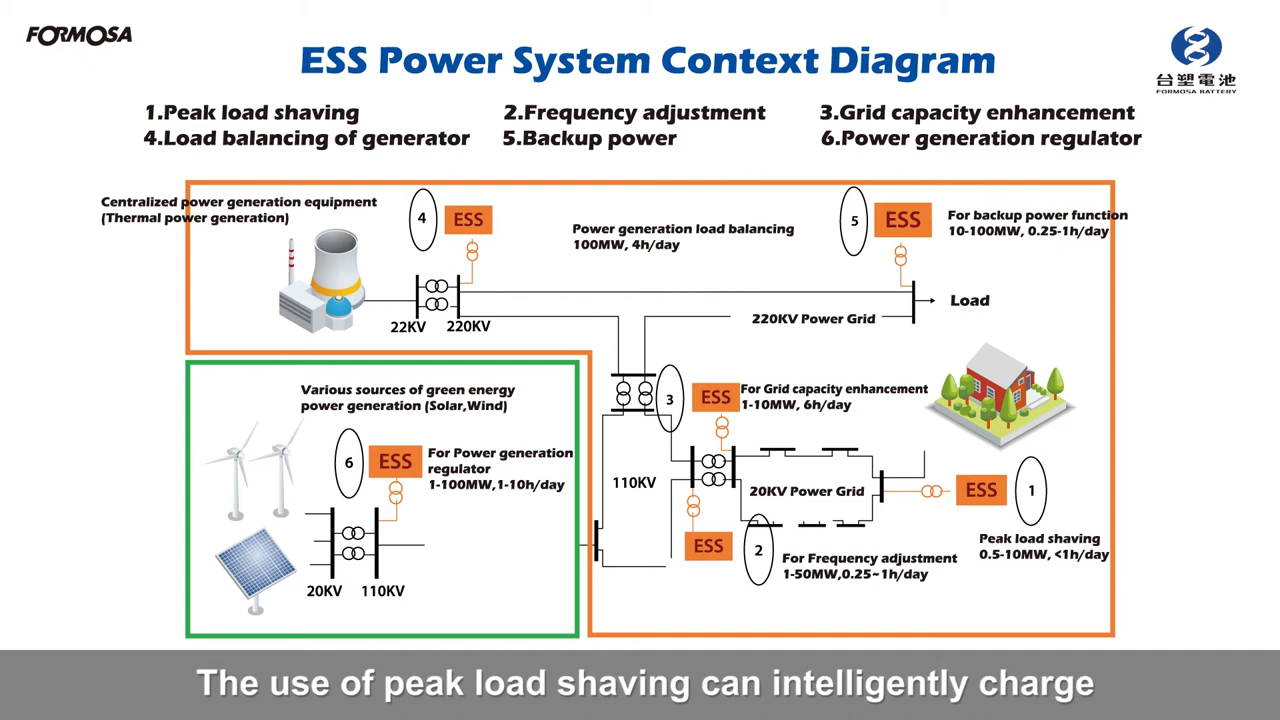 FORMOSA
ESS Power System Context Diagram
台塑電池
FORMOSA BATTERY
1.Peak load shaving
2.Frequency adjustment
3.Grid capacity enhancement
4.Load balancing of generator
5.Backup power
6.Power generation regulator
Centralized power generation equipment
(Thermal power generation)
4
ESS
Power generation load balancing
100MW, 4h/day
5
ESS
For backup power function
10-100MW, 0.25-1h/day
22KV
220KV
220KV Power Grid
Load
Various sources of green energy
power generation (Solar,Wind)
6
ESS
For Power generation
regulator
1-100MW,1-10h/day
20KV
110KV
3
ESS
For Grid capacity enhancement
1-10MW, 6h/day
110KV
20KV Power Grid
ESS
1
Peak load shaving
0.5-10MW, <1h/day
ESS
2
For Frequency adjustment
1-50MW,0.25~1h/day
The use of peak load shaving can intelligently charge